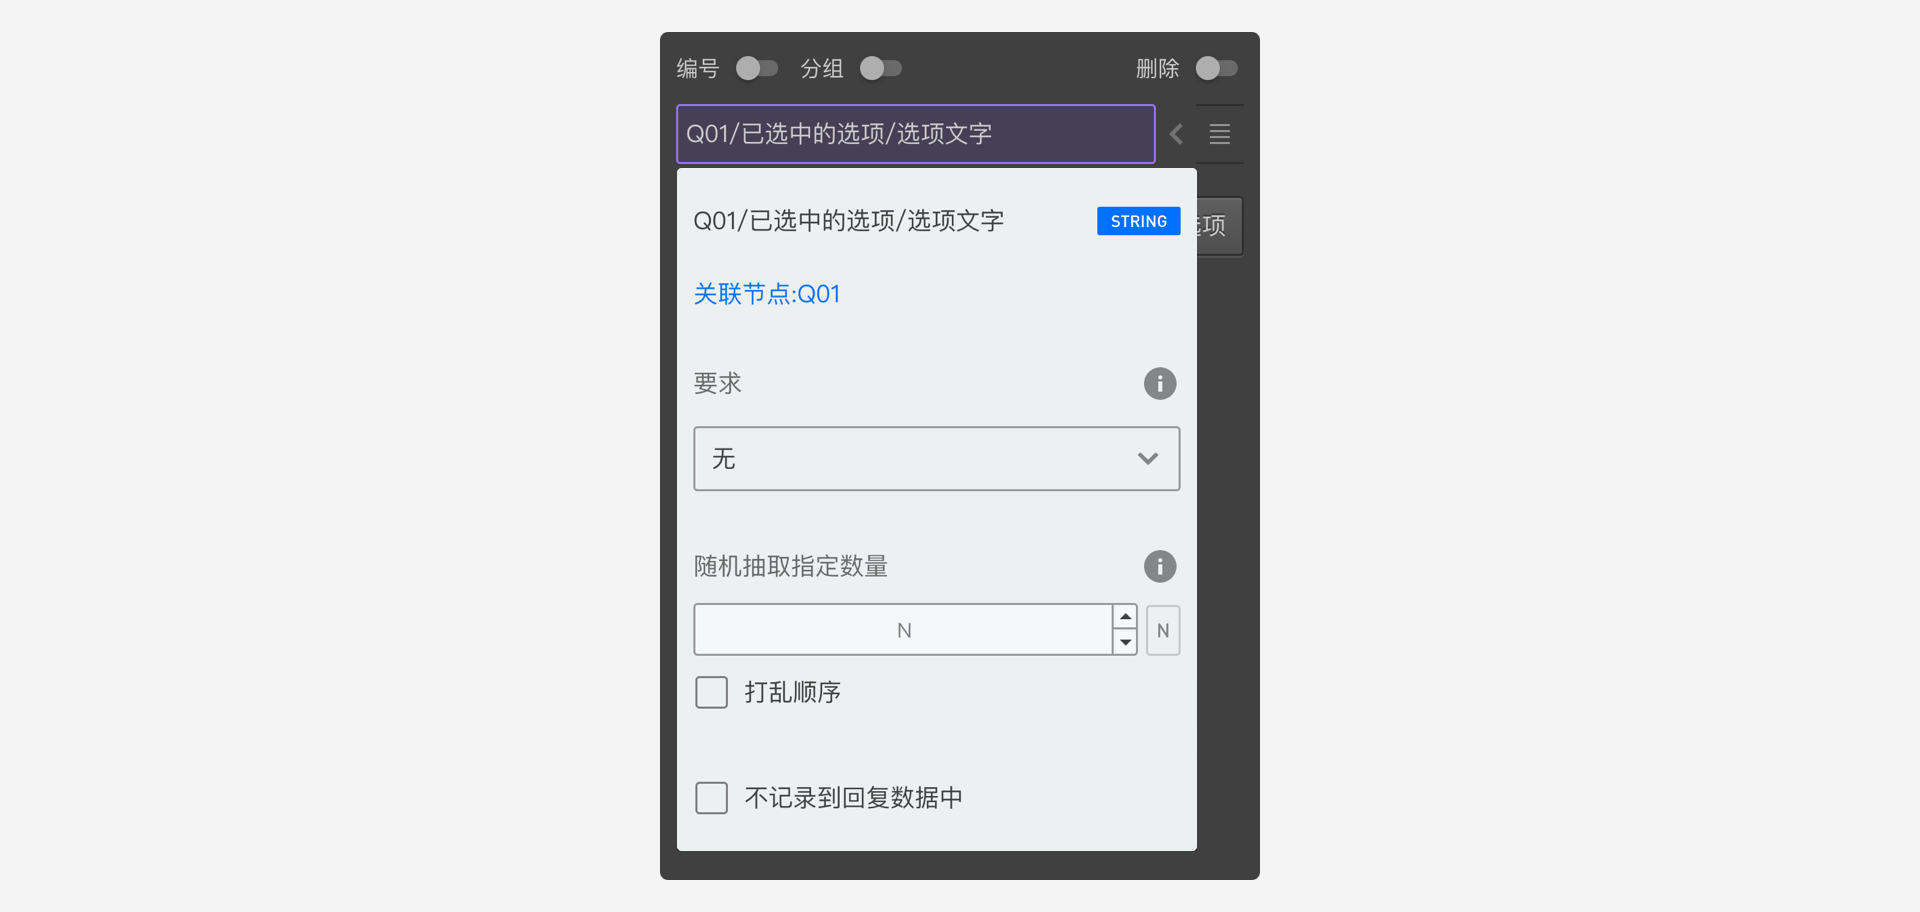 编号 分组 删除
Q01/已选中的选项/选项文字
Q01/已选中的选项/选项文字 STRING
项
关联节点:Q01
要求
无
随机抽取指定数量
N N
打乱顺序
不记录到回复数据中